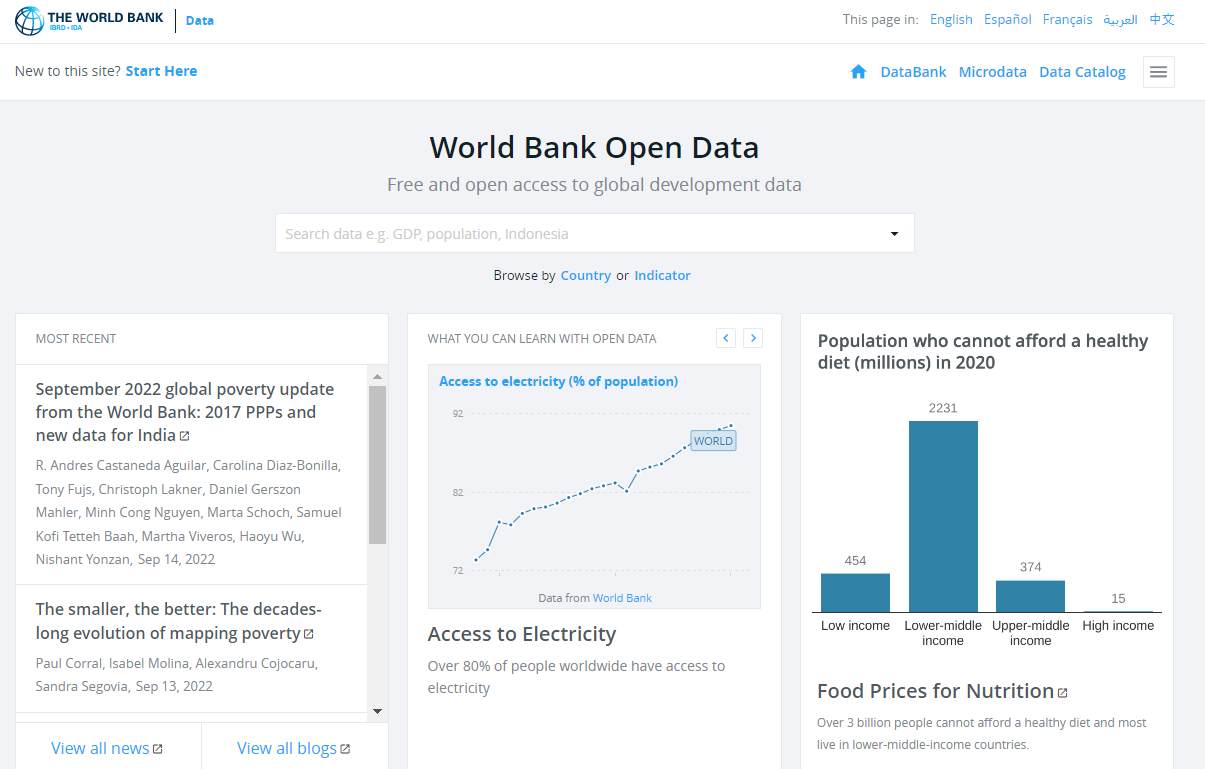 THE WORLD BANK
IBRD • IDA
Data
This page in: English Español Français العربية 中文
New to this site? Start Here
DataBank Microdata Data Catalog
World Bank Open Data
Free and open access to global development data
Search data e.g. GDP, population, Indonesia
Browse by Country or Indicator
MOST RECENT
September 2022 global poverty update
from the World Bank: 2017 PPPs and
new data for India
R. Andres Castaneda Aguilar, Carolina Diaz-Bonilla,
Tony Fujs, Christoph Lakner, Daniel Gerszon
Mahler, Minh Cong Nguyen, Marta Schoch, Samuel
Kofi Tetteh Baah, Martha Viveros, Haoyu Wu,
Nishant Yonzan, Sep 14, 2022
The smaller, the better: The decades-
long evolution of mapping poverty
Paul Corral, Isabel Molina, Alexandru Cojocaru,
Sandra Segovia, Sep 13, 2022
View all news
View all blogs
WHAT YOU CAN LEARN WITH OPEN DATA
Access to electricity (% of population)
92
WORLD
82
72
Data from World Bank
Access to Electricity
Over 80% of people worldwide have access to
electricity
Population who cannot afford a healthy
diet (millions) in 2020
2231
454
374
15
Low income
Lower-middle
income
Upper-middle
income
High income
Food Prices for Nutrition
Over 3 billion people cannot afford a healthy diet and most
live in lower-middle-income countries.